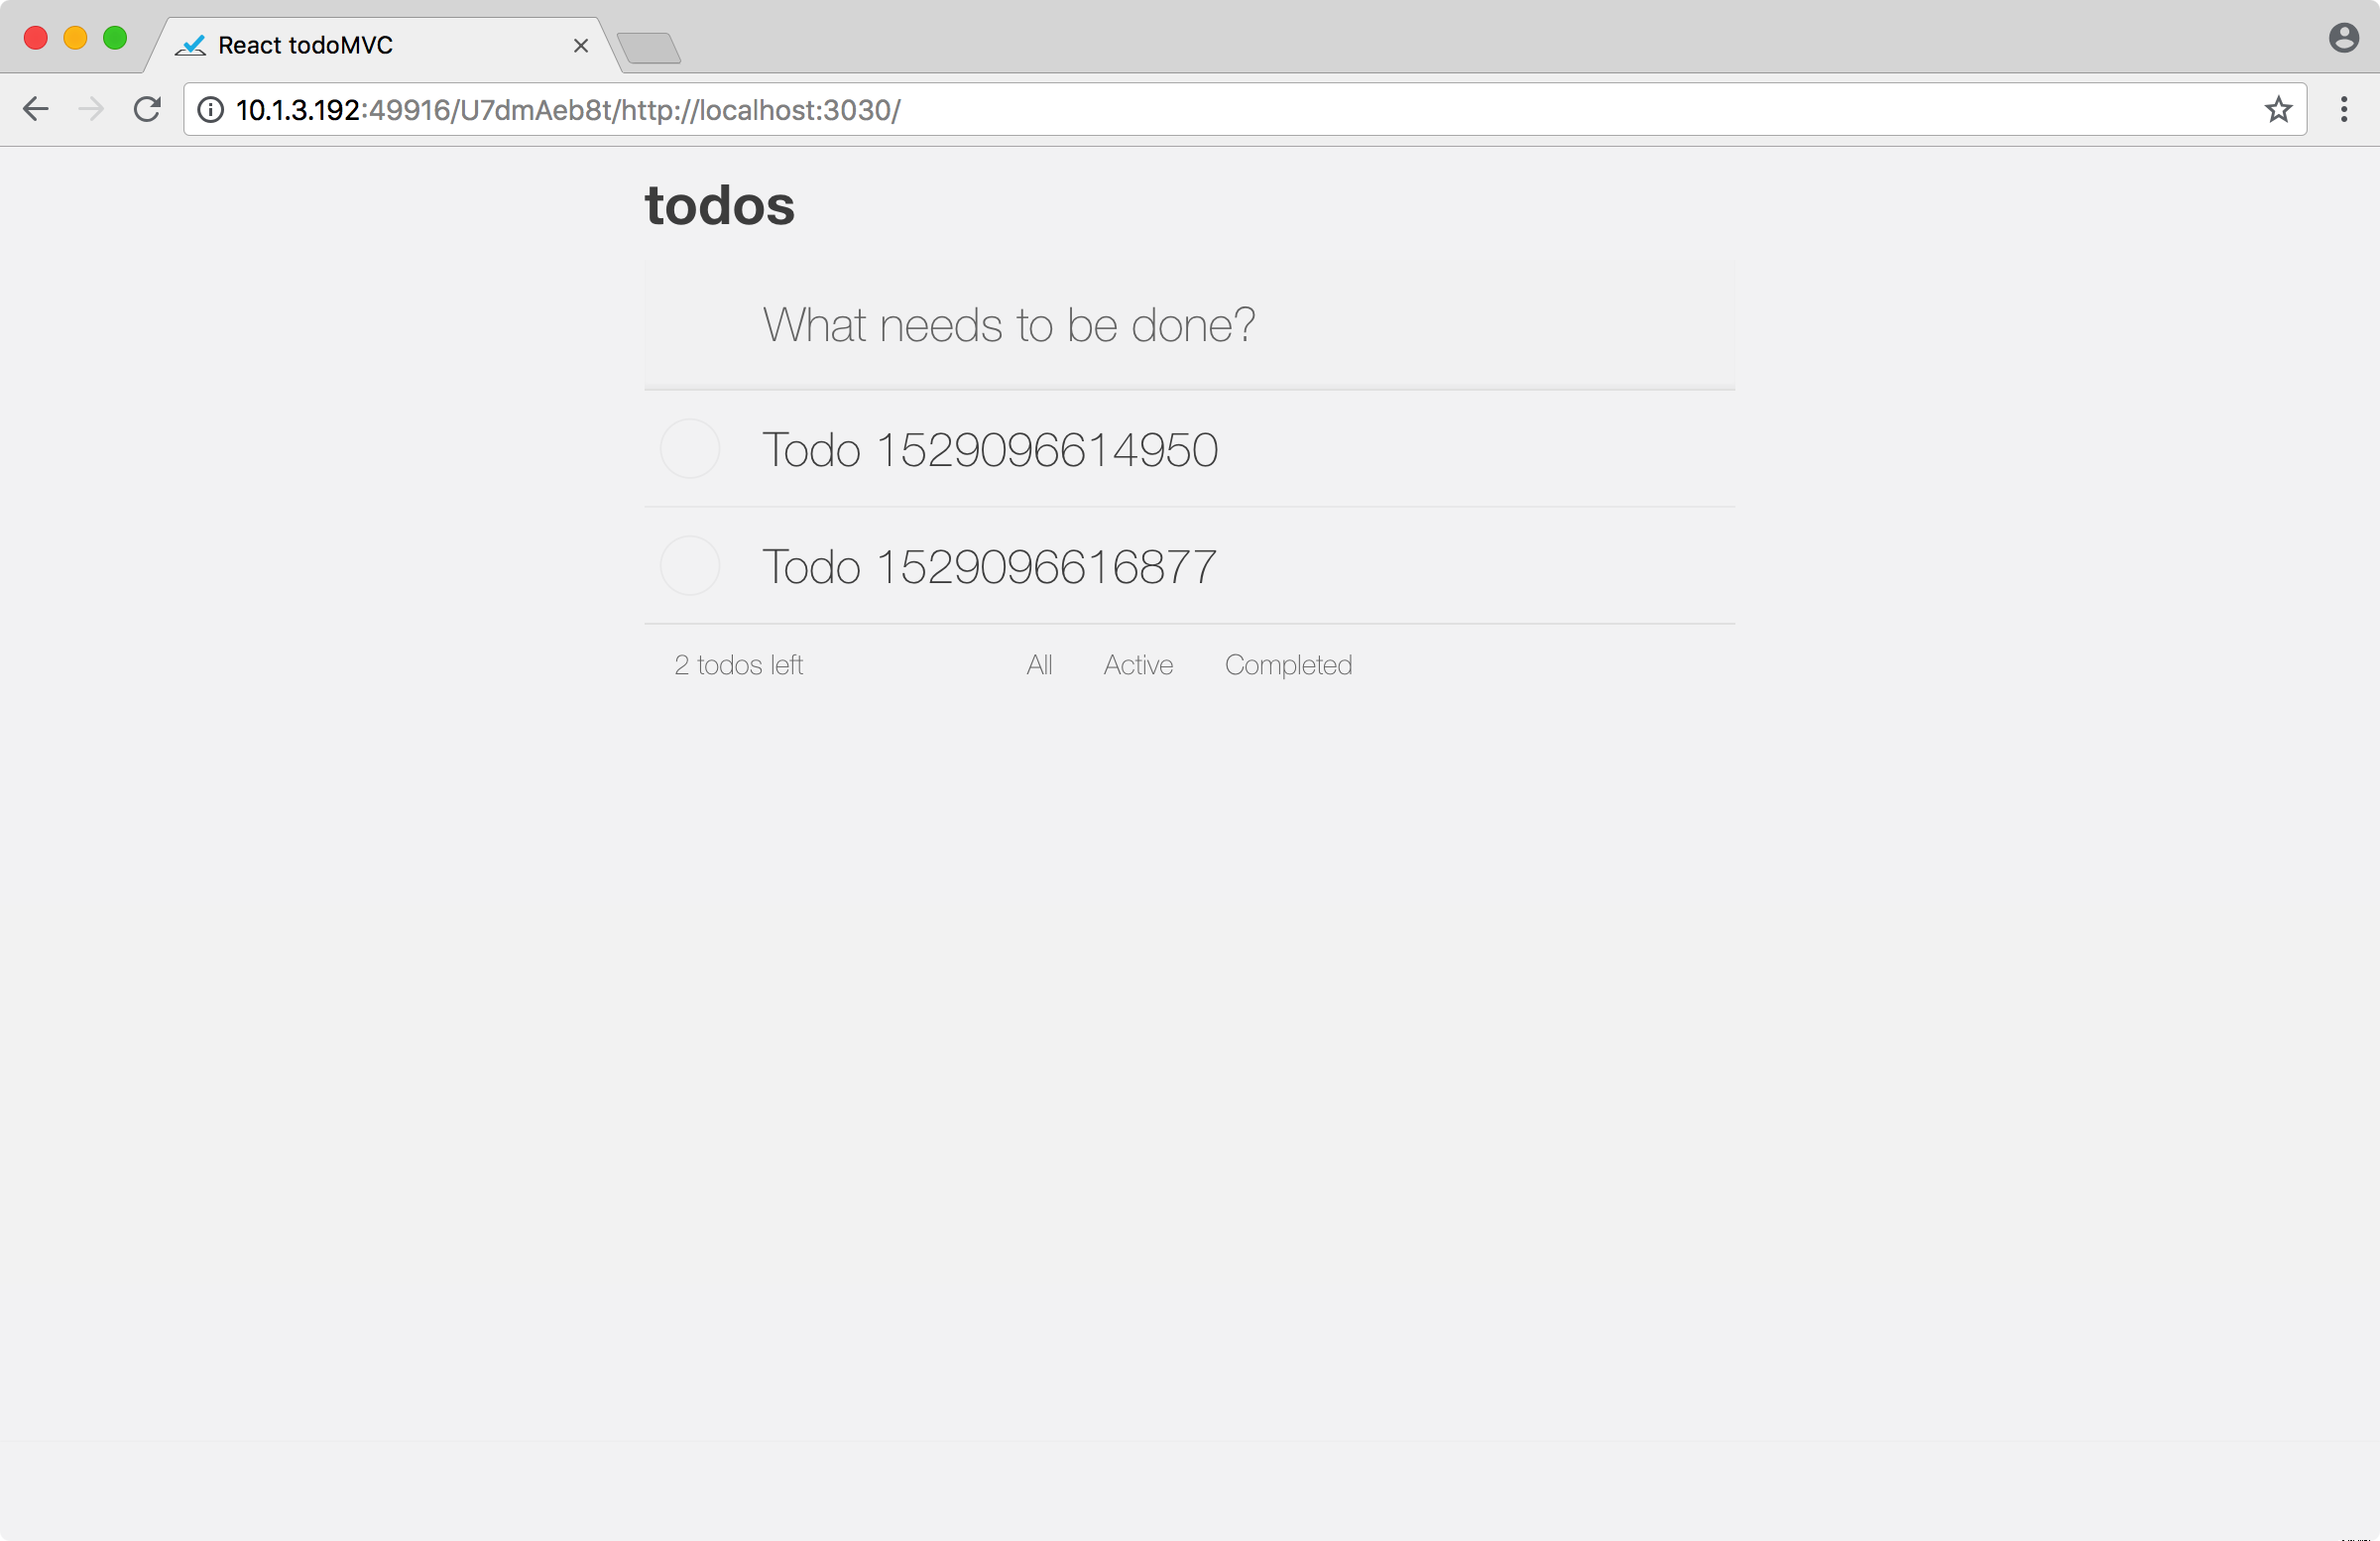 React todoMVC
10.1.3.192:49916/U7dmAeb8t/http://localhost:3030/
todos
What needs to be done?
Todo 1529096614950
Todo 1529096616877
2 todos left All Active Completed